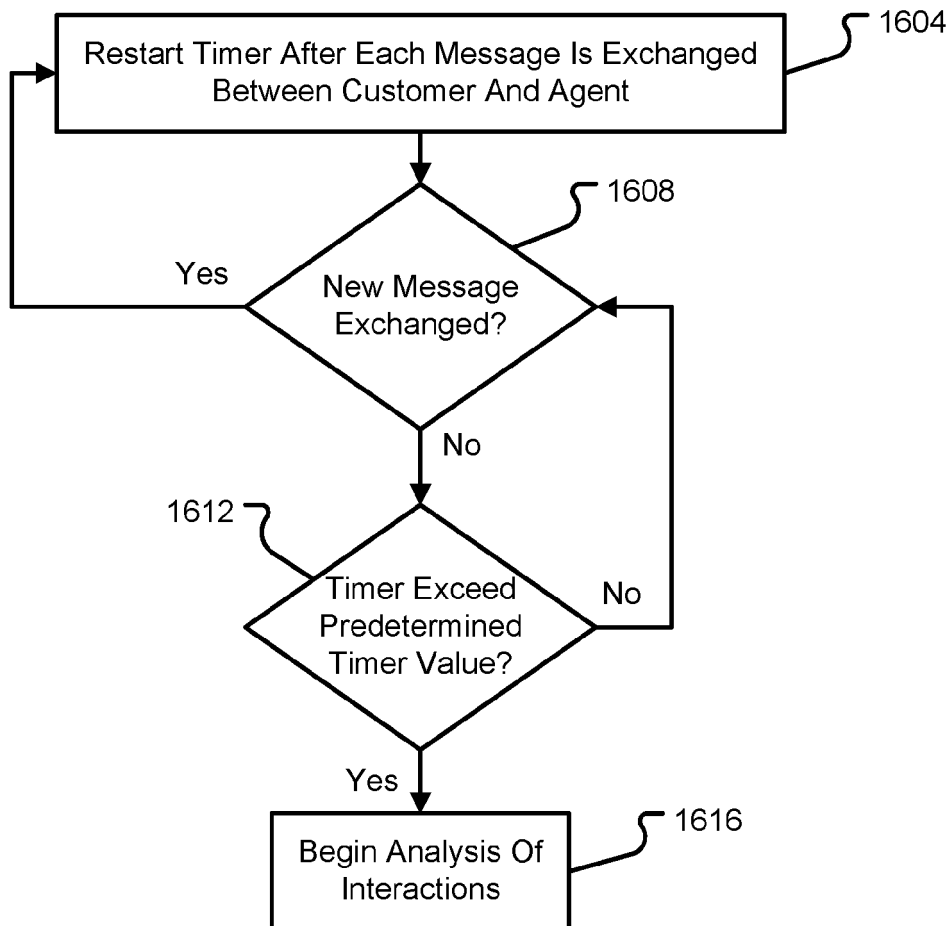 1604
Restart Timer After Each Message Is Exchanged
Between Customer And Agent
1608
Yes
New Message
Exchanged?
No
1612
Timer Exceed
Predetermined
Timer Value?
No
Yes
1616
Begin Analysis Of
Interactions